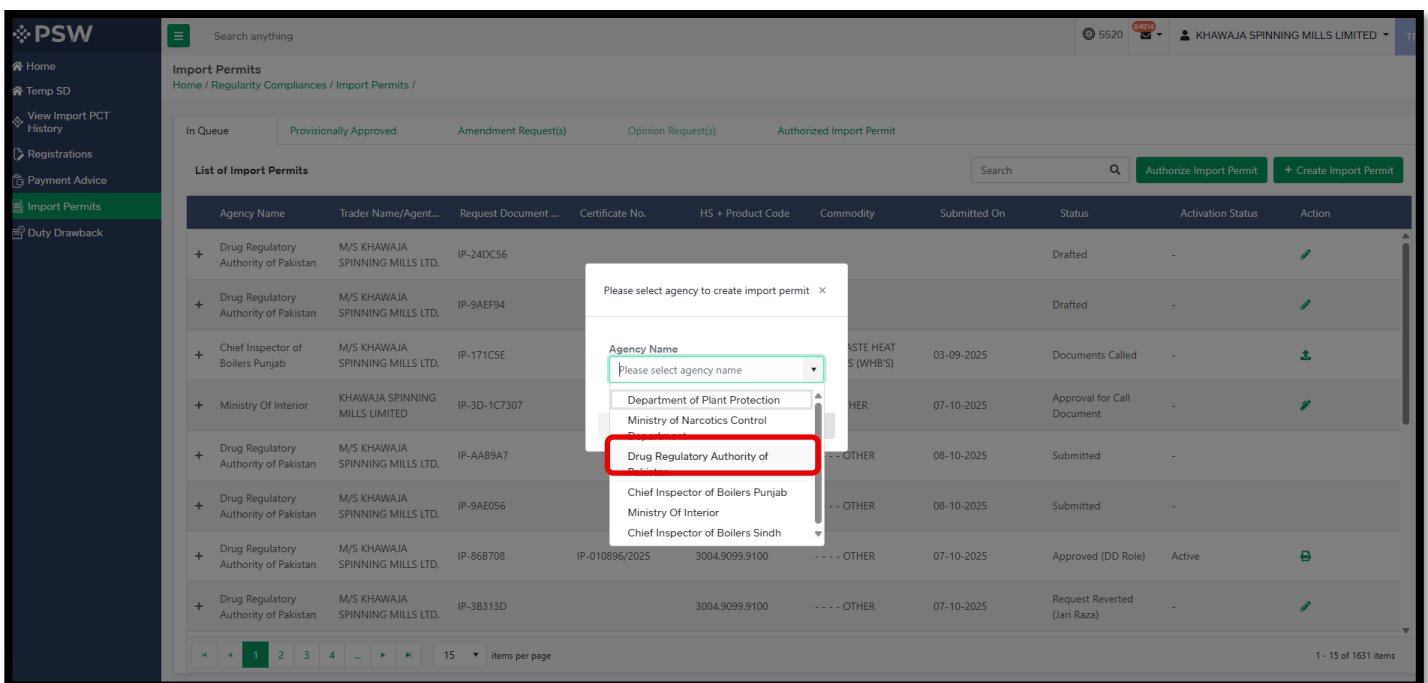 PSW
Search anything
5520
84914
KHAWAJA SPINNING MILLS LIMITED
Home
Temp SD
View Import PCT
History
Registrations
Payment Advice
Import Permits
Duty Drawback
Import Permits
Home / Regularity Compliances / Import Permits /
In Queue
Provisionally Approved
Amendment Request(s)
Opinion Request(s)
Authorized Import Permit
List of Import Permits
Search
Authorize Import Permit
+ Create Import Permit
Agency Name Trader Name/Agent... Request Document ... Certificate No. HS + Product Code Commodity Submitted On Status Activation Status Action
Drug Regulatory
Authority of Pakistan
M/S KHAWAJA
SPINNING MILLS LTD,
IP-24DC56
Drafted
-
Drug Regulatory
Authority of Pakistan
M/S KHAWAJA
SPINNING MILLS LTD,
IP-9AEF94
Drafted
-
Chief Inspector of
Boilers Punjab
M/S KHAWAJA
SPINNING MILLS LTD,
IP-171C5E
03-09-2025
Documents Called
-
Ministry Of Interior
KHAWAJA SPINNING
MILLS LIMITED
IP-3D-1C7307
07-10-2025
Approval for Call
Document
-
Drug Regulatory
Authority of Pakistan
M/S KHAWAJA
SPINNING MILLS LTD,
IP-AAB9A7
- - OTHER
08-10-2025
Submitted
-
Drug Regulatory
Authority of Pakistan
M/S KHAWAJA
SPINNING MILLS LTD,
IP-9AE056
- - OTHER
08-10-2025
Submitted
-
Drug Regulatory
Authority of Pakistan
M/S KHAWAJA
SPINNING MILLS LTD,
IP-86B708
IP-010896/2025
3004.9099.9100
- - - - OTHER
07-10-2025
Approved (DD Role)
Active
Drug Regulatory
Authority of Pakistan
M/S KHAWAJA
SPINNING MILLS LTD,
IP-3B313D
3004.9099.9100
- - - - OTHER
07-10-2025
Request Reverted
(Jari Raza)
-
Please select agency to create import permit ×
Agency Name
Please select agency name
Department of Plant Protection
Ministry of Narcotics Control
Department
Drug Regulatory Authority of
Pakistan
Chief Inspector of Boilers Punjab
Ministry Of Interior
Chief Inspector of Boilers Sindh
1 2 3 4 ... 15 items per page
1 - 15 of 1631 items